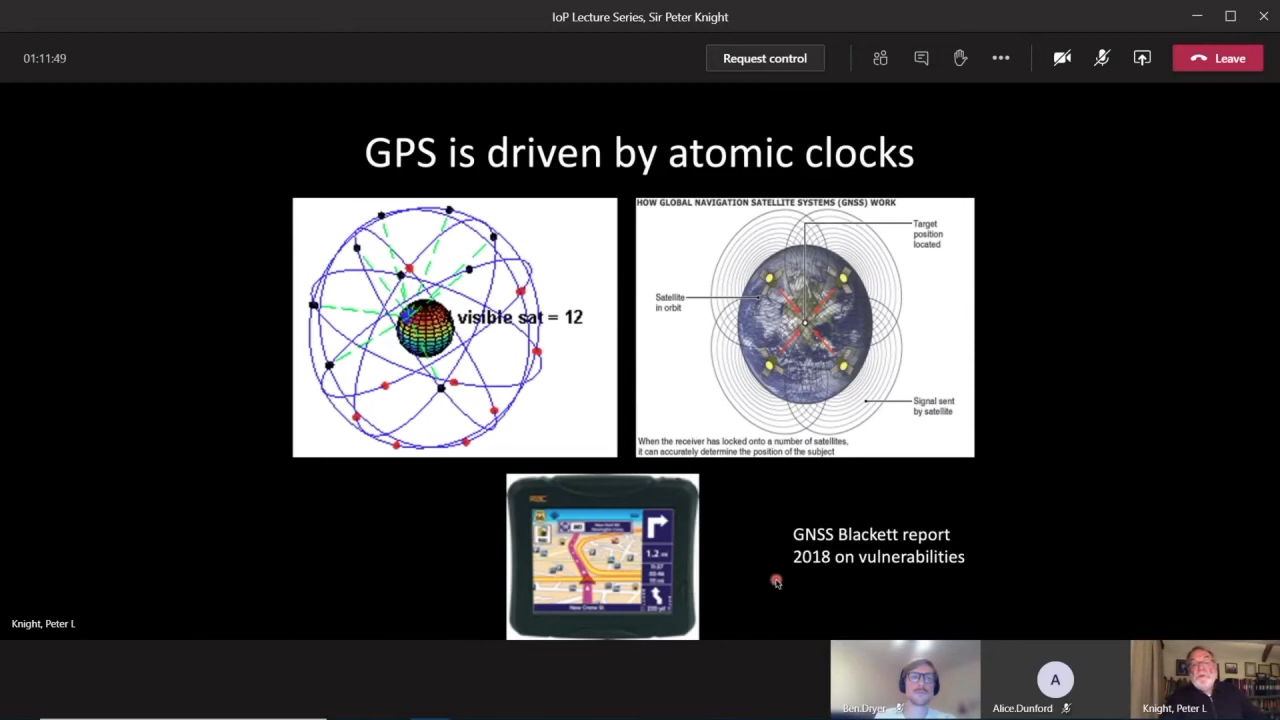 IoP Lecture Series, Sir Peter Knight
01:11:49
Request control
Leave
GPS is driven by atomic clocks
visible sat = 12
HOW GLOBAL NAVIGATION SATELLITE SYSTEMS (GNSS) WORK
Target
position
located
Satellite
in orbit
Signal sent
by satellite
When the receiver has locked onto a number of satellites,
it can accurately determine the position of the subject
1.2 mi
GNSS Blackett report
2018 on vulnerabilities
Knight, Peter L
Ben.Dryer
A
Alice.Dunford
Knight, Peter L